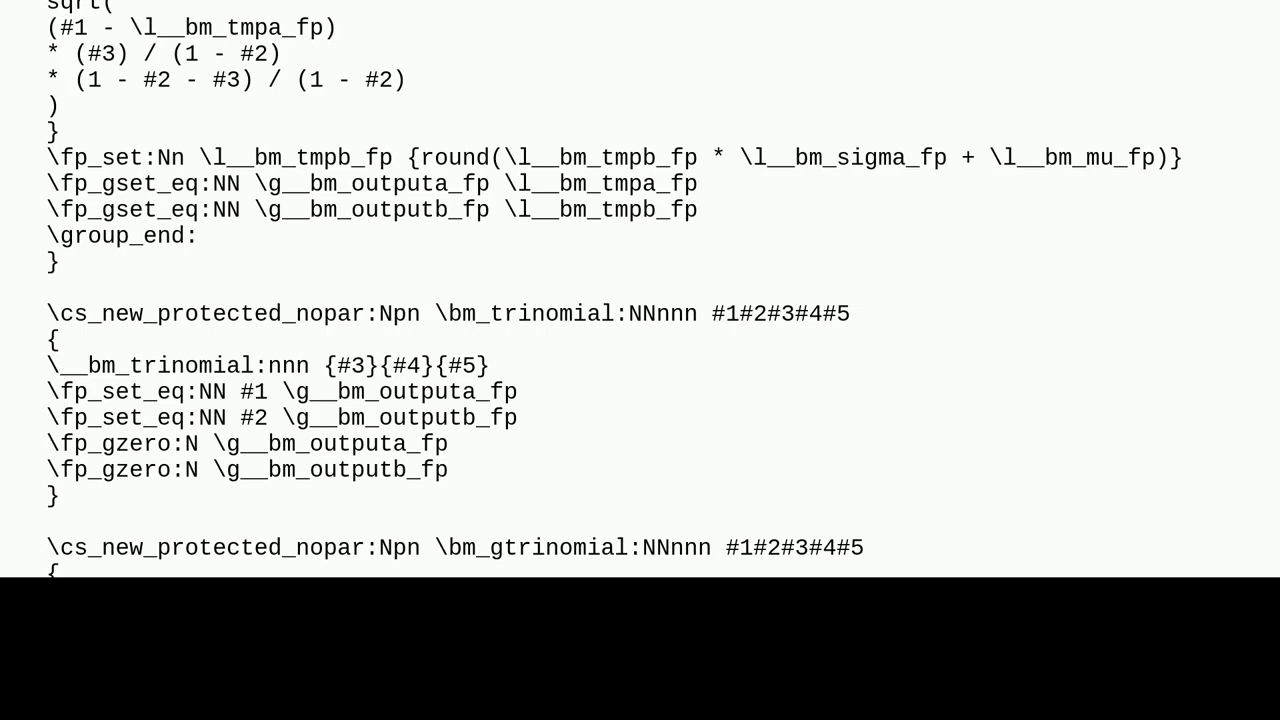 sqrt(
(#1 - \l__bm_tmpa_fp)
* (#3) / (1 - #2)
* (1 - #2 - #3) / (1 - #2)
)
}
\fp_set:Nn \l__bm_tmpb_fp {round(\l__bm_tmpb_fp * \l__bm_sigma_fp + \l__bm_mu_fp)}
\fp_gset_eq:NN \g__bm_outputa_fp \l__bm_tmpa_fp
\fp_gset_eq:NN \g__bm_outputb_fp \l__bm_tmpb_fp
\group_end:
}
\cs_new_protected_nopar:Npn \bm_trinomial:NNnnn #1#2#3#4#5
{
\__bm_trinomial:nnn {#3}{#4}{#5}
\fp_set_eq:NN #1 \g__bm_outputa_fp
\fp_set_eq:NN #2 \g__bm_outputb_fp
\fp_gzero:N \g__bm_outputa_fp
\fp_gzero:N \g__bm_outputb_fp
}
\cs_new_protected_nopar:Npn \bm_gtrinomial:NNnnn #1#2#3#4#5
{